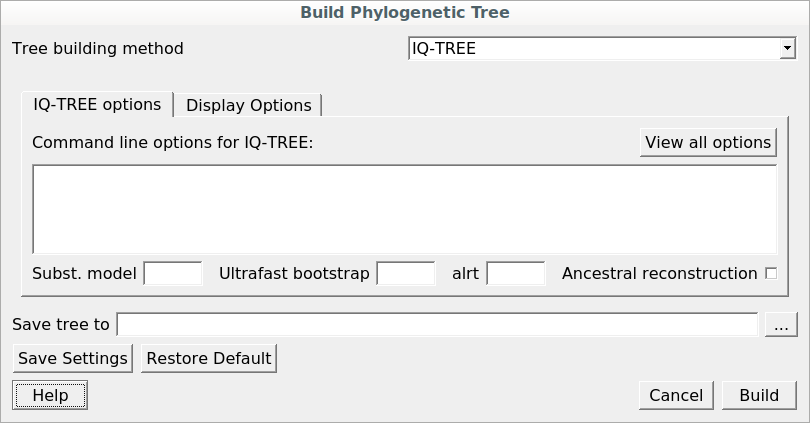 Build Phylogenetic Tree
Tree building method IQ-TREE
IQ-TREE options Display Options
Command line options for IQ-TREE: View all options
Subst. model Ultrafast bootstrap alrt Ancestral reconstruction
Save tree to ...
Save Settings Restore Default
Help Cancel Build